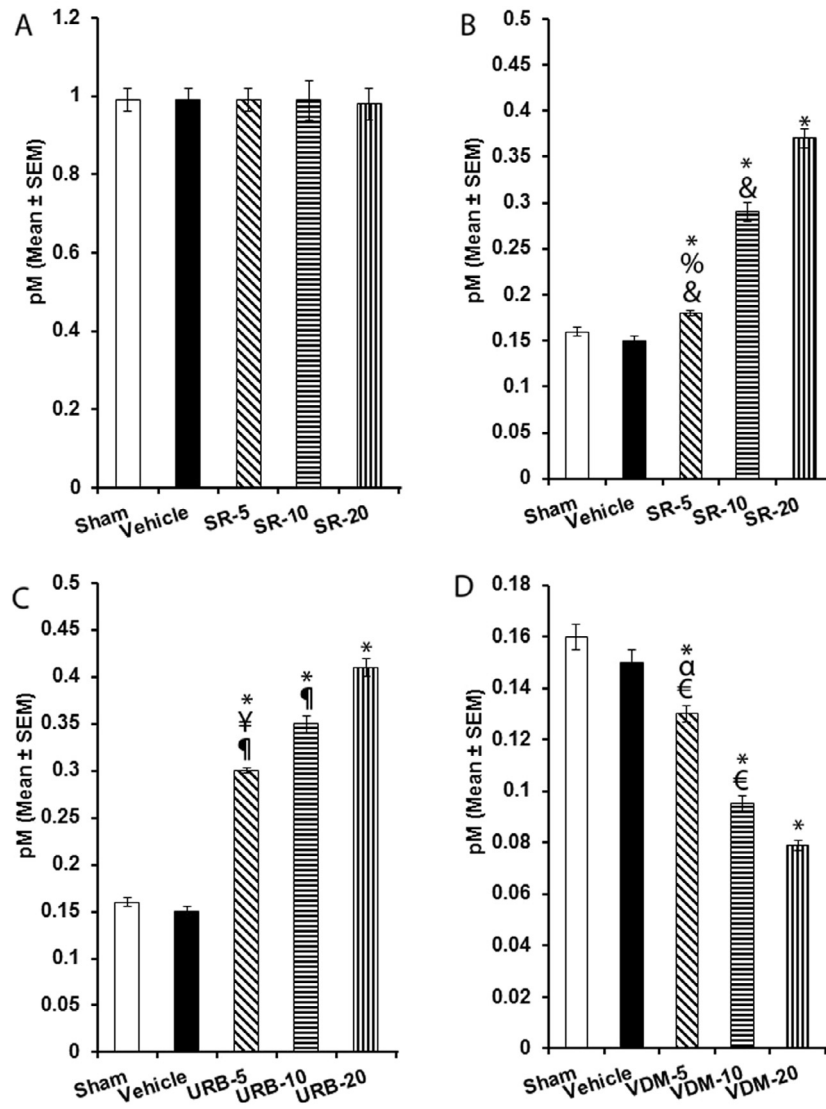 A
pM (Mean ± SEM)
1.2
1
0.8
0.6
0.4
0.2
0
Sham
Vehicle
SR-5
SR-10
SR-20
B
pM (Mean ± SEM)
0.5
0.45
0.4
0.35
0.3
0.25
0.2
0.15
0.1
0.05
0
*
%
&
*
&
*
Sham
Vehicle
SR-5
SR-10
SR-20
C
pM (Mean ± SEM)
0.5
0.45
0.4
0.35
0.3
0.25
0.2
0.15
0.1
0.05
0
*
¥
¶
*
¶
*
Sham
Vehicle
URB-5
URB-10
URB-20
D
pM (Mean ± SEM)
0.18
0.16
0.14
0.12
0.1
0.08
0.06
0.04
0.02
0
*
α
€
*
€
*
Sham
Vehicle
VDM-5
VDM-10
VDM-20